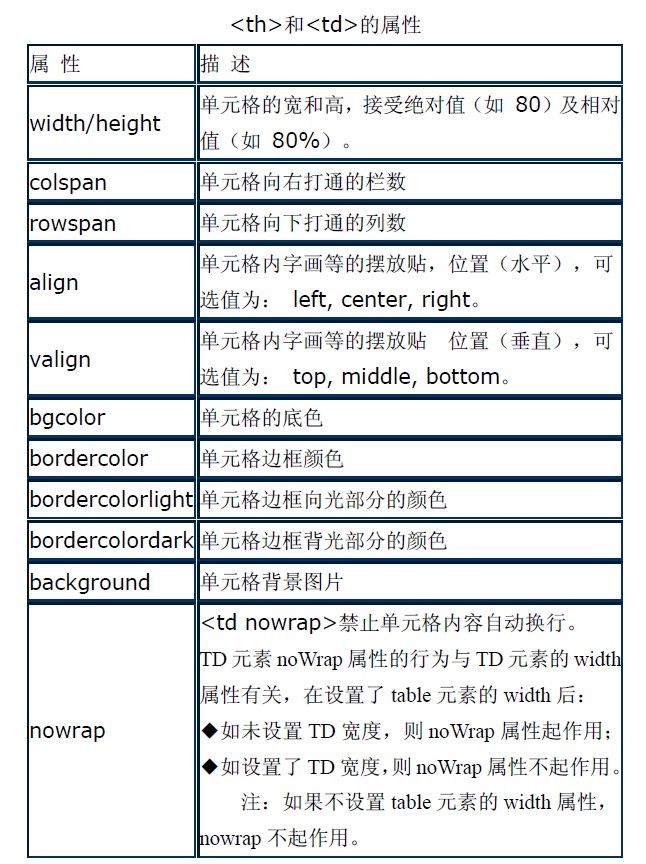 <th>和<td>的属性
属 性 描 述
width/height 单元格的宽和高，接受绝对值（如 80）及相对
值（如 80%）。
colspan 单元格向右打通的栏数
rowspan 单元格向下打通的列数
align 单元格内字画等的摆放贴，位置（水平），可
选值为： left, center, right。
valign 单元格内字画等的摆放贴 位置（垂直），可
选值为： top, middle, bottom。
bgcolor 单元格的底色
bordercolor 单元格边框颜色
bordercolorlight 单元格边框向光部分的颜色
bordercolordark 单元格边框背光部分的颜色
background 单元格背景图片
nowrap <td nowrap>禁止单元格内容自动换行。
TD 元素 noWrap 属性的行为与 TD 元素的 width
属性有关，在设置了 table 元素的 width 后：
◆如未设置 TD 宽度，则 noWrap 属性起作用；
◆如设置了 TD 宽度，则 noWrap 属性不起作用。
注：如果不设置 table 元素的 width 属性，
nowrap 不起作用。